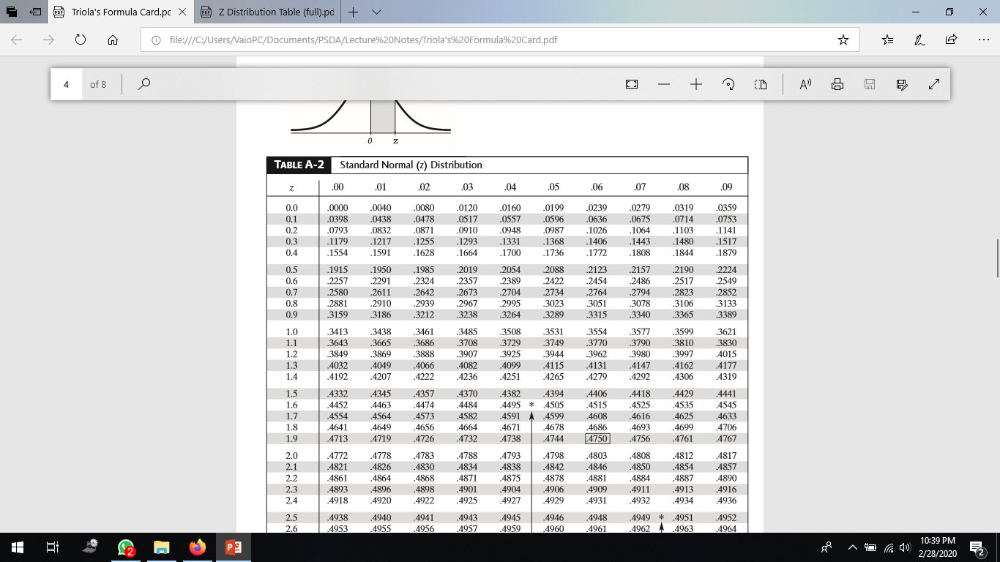 Triola's Formula Card.pc
Z Distribution Table (full).pd
file:///C:/Users/VaioPC/Documents/PSDA/Lecture%20Notes/Triola's%20Formula%20Card.pdf
4 of 8
0 z
TABLE A-2 Standard Normal (z) Distribution
z .00 .01 .02 .03 .04 .05 .06 .07 .08 .09
0.0 .0000 .0040 .0080 .0120 .0160 .0199 .0239 .0279 .0319 .0359
0.1 .0398 .0438 .0478 .0517 .0557 .0596 .0636 .0675 .0714 .0753
0.2 .0793 .0832 .0871 .0910 .0948 .0987 .1026 .1064 .1103 .1141
0.3 .1179 .1217 .1255 .1293 .1331 .1368 .1406 .1443 .1480 .1517
0.4 .1554 .1591 .1628 .1664 .1700 .1736 .1772 .1808 .1844 .1879
0.5 .1915 .1950 .1985 .2019 .2054 .2088 .2123 .2157 .2190 .2224
0.6 .2257 .2291 .2324 .2357 .2389 .2422 .2454 .2486 .2517 .2549
0.7 .2580 .2611 .2642 .2673 .2704 .2734 .2764 .2794 .2823 .2852
0.8 .2881 .2910 .2939 .2967 .2995 .3023 .3051 .3078 .3106 .3133
0.9 .3159 .3186 .3212 .3238 .3264 .3289 .3315 .3340 .3365 .3389
1.0 .3413 .3438 .3461 .3485 .3508 .3531 .3554 .3577 .3599 .3621
1.1 .3643 .3665 .3686 .3708 .3729 .3749 .3770 .3790 .3810 .3830
1.2 .3849 .3869 .3888 .3907 .3925 .3944 .3962 .3980 .3997 .4015
1.3 .4032 .4049 .4066 .4082 .4099 .4115 .4131 .4147 .4162 .4177
1.4 .4192 .4207 .4222 .4236 .4251 .4265 .4279 .4292 .4306 .4319
1.5 .4332 .4345 .4357 .4370 .4382 .4394 .4406 .4418 .4429 .4441
1.6 .4452 .4463 .4474 .4484 .4495 * .4505 .4515 .4525 .4535 .4545
1.7 .4554 .4564 .4573 .4582 .4591 .4599 .4608 .4616 .4625 .4633
1.8 .4641 .4649 .4656 .4664 .4671 .4678 .4686 .4693 .4699 .4706
1.9 .4713 .4719 .4726 .4732 .4738 .4744 .4750 .4756 .4761 .4767
2.0 .4772 .4778 .4783 .4788 .4793 .4798 .4803 .4808 .4812 .4817
2.1 .4821 .4826 .4830 .4834 .4838 .4842 .4846 .4850 .4854 .4857
2.2 .4861 .4864 .4868 .4871 .4875 .4878 .4881 .4884 .4887 .4890
2.3 .4893 .4896 .4898 .4901 .4904 .4906 .4909 .4911 .4913 .4916
2.4 .4918 .4920 .4922 .4925 .4927 .4929 .4931 .4932 .4934 .4936
2.5 .4938 .4940 .4941 .4943 .4945 .4946 .4948 .4949 * .4951 .4952
2.6 .4953 .4955 .4956 .4957 .4959 .4960 .4961 .4962 .4963 .4964
2
10:39 PM
2/28/2020
2